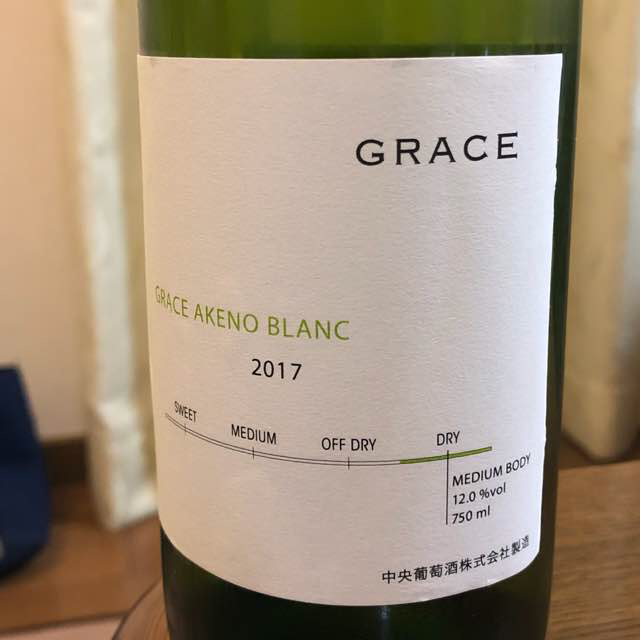 GRACE
GRACE AKENO BLANC
2017
SWEET
MEDIUM
OFF DRY
DRY
MEDIUM BODY
12.0 %vol
750 ml
中央葡萄酒株式会社製造